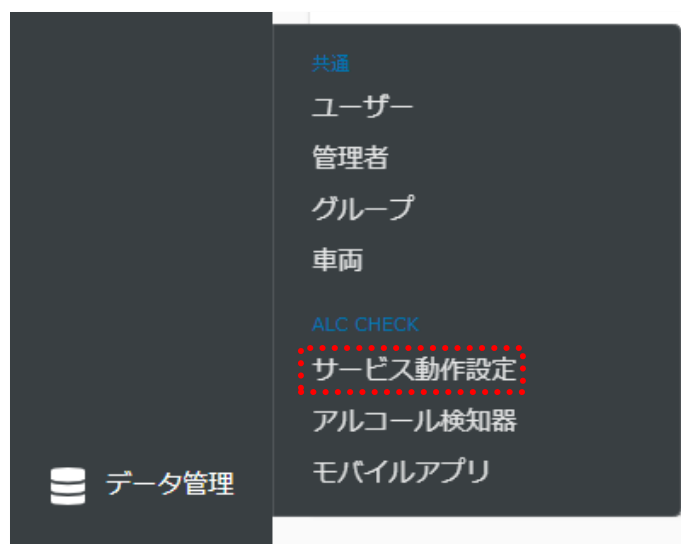 共通
ユーザー
管理者
グループ
車両
ALC CHECK
サービス動作設定
アルコール検知器
モバイルアプリ
データ管理